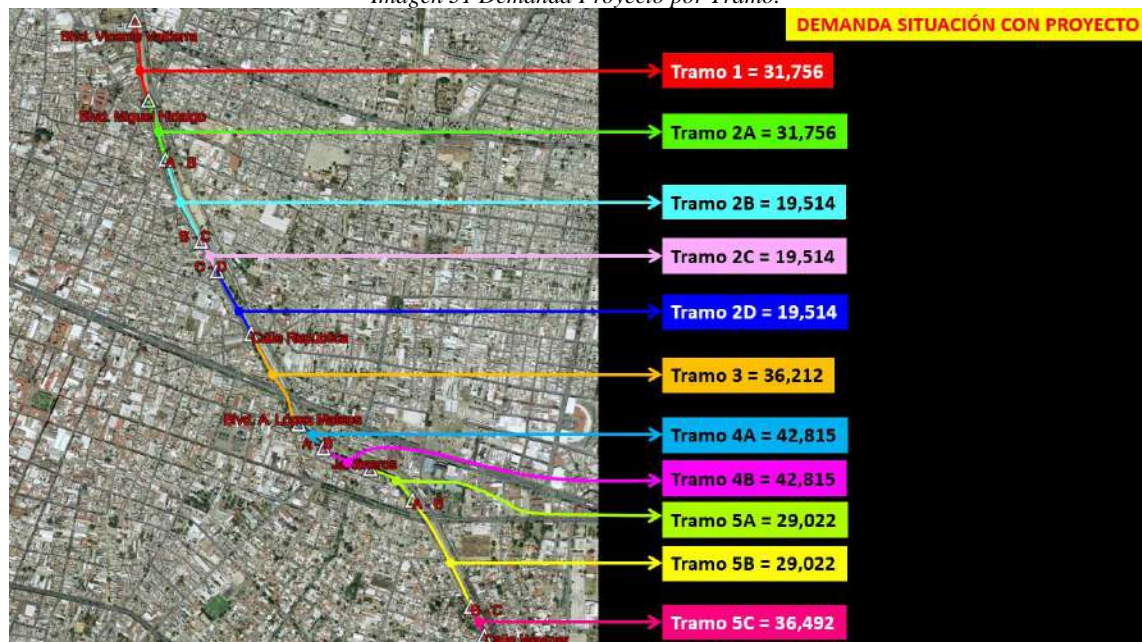 Imagen 31 Demanda Proyecto por Tramo.
DEMANDA SITUACIÓN CON PROYECTO
Blvd. Vicente Valtierra
Tramo 1 = 31,756
Blvd. Miguel Hidalgo
Tramo 2A = 31,756
A - B
Tramo 2B = 19,514
B - C
Tramo 2C = 19,514
C - D
Tramo 2D = 19,514
Calle República
Tramo 3 = 36,212
Blvd. A. López Mateos
Tramo 4A = 42,815
A - B
Tramo 4B = 42,815
Tramo 5A = 29,022
A - B
Tramo 5B = 29,022
B - C
Tramo 5C = 36,492